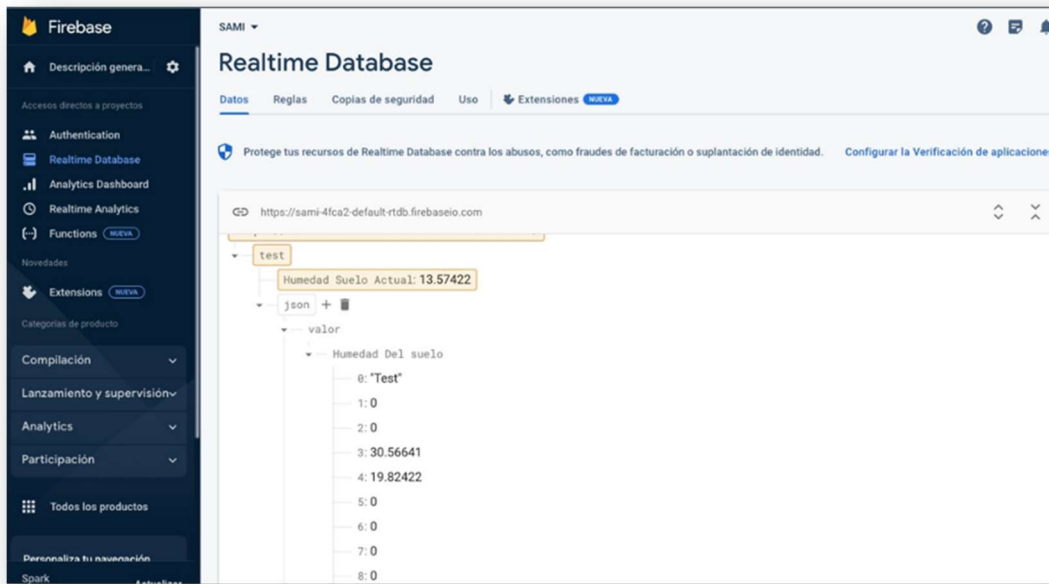 Firebase
Descripción genera...
Accesos directos a proyectos
Authentication
Realtime Database
Analytics Dashboard
Realtime Analytics
Functions NUEVA
Novedades
Extensions NUEVA
Categorías de producto
Compilación
Lanzamiento y supervisión
Analytics
Participación
Todos los productos
Personaliza tu navegación
Spark
Actualizar
SAMI
Realtime Database
Datos Reglas Copias de seguridad Uso Extensiones NUEVA
Protege tus recursos de Realtime Database contra los abusos, como fraudes de facturación o suplantación de identidad. Configurar la Verificación de aplicaciones
https://sami-4fca2-default-rtdb.firebaseio.com
test
Humedad Suelo Actual: 13.57422
json
valor
Humedad Del suelo
0: "Test"
1: 0
2: 0
3: 30.56641
4: 19.82422
5: 0
6: 0
7: 0
8: 0